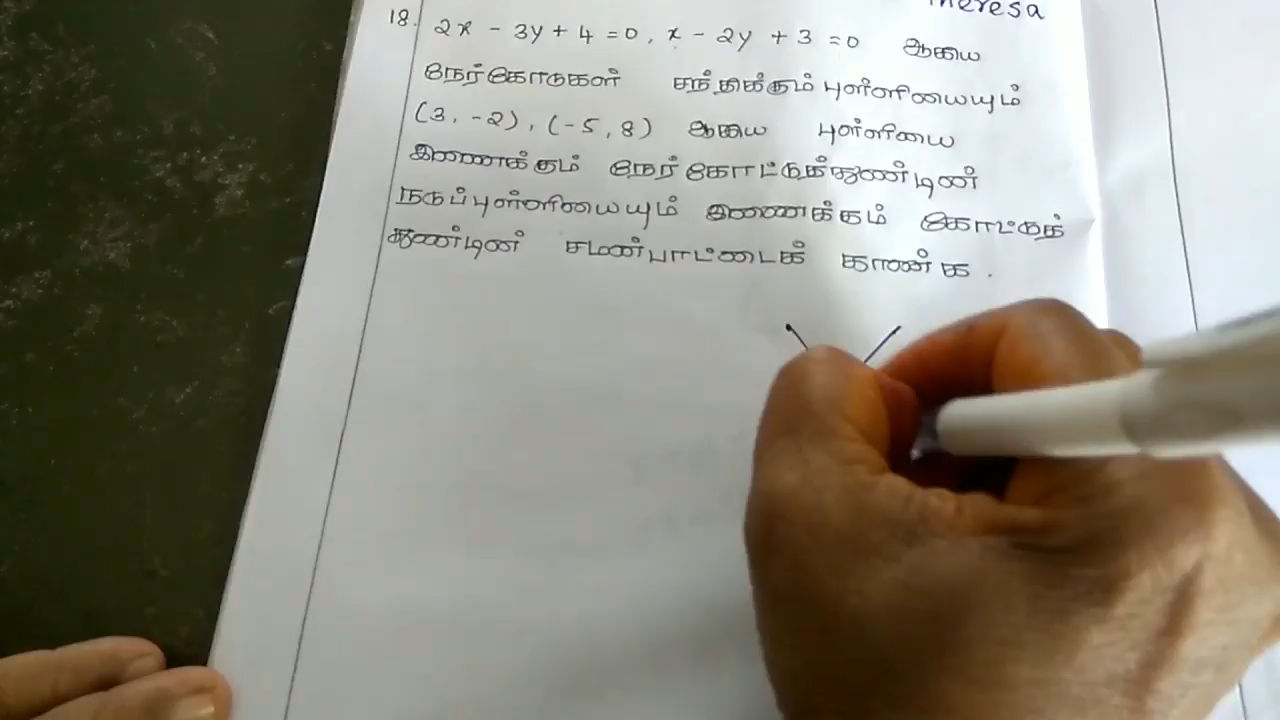 Theresa
18. 2x - 3y + 4 = 0, x - 2y + 3 = 0 ஆகிய
நேர்கோடுகள் சந்திக்கும் புள்ளியையும்
(3, -2), (-5, 8) ஆகிய புள்ளியை
இணைக்கும் நேர்கோட்டுத்துண்டின்
நடுப்புள்ளியையும் இணைக்கும் கோட்டுத்
துண்டின் சமன்பாட்டைக் காண்க.